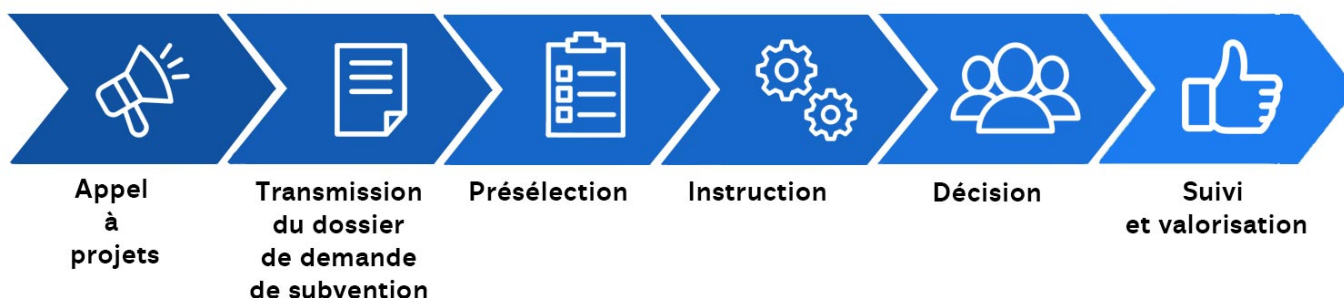 Appel
à
projets
Transmission
du dossier
de demande
de subvention
Présélection
Instruction
Décision
Suivi
et valorisation